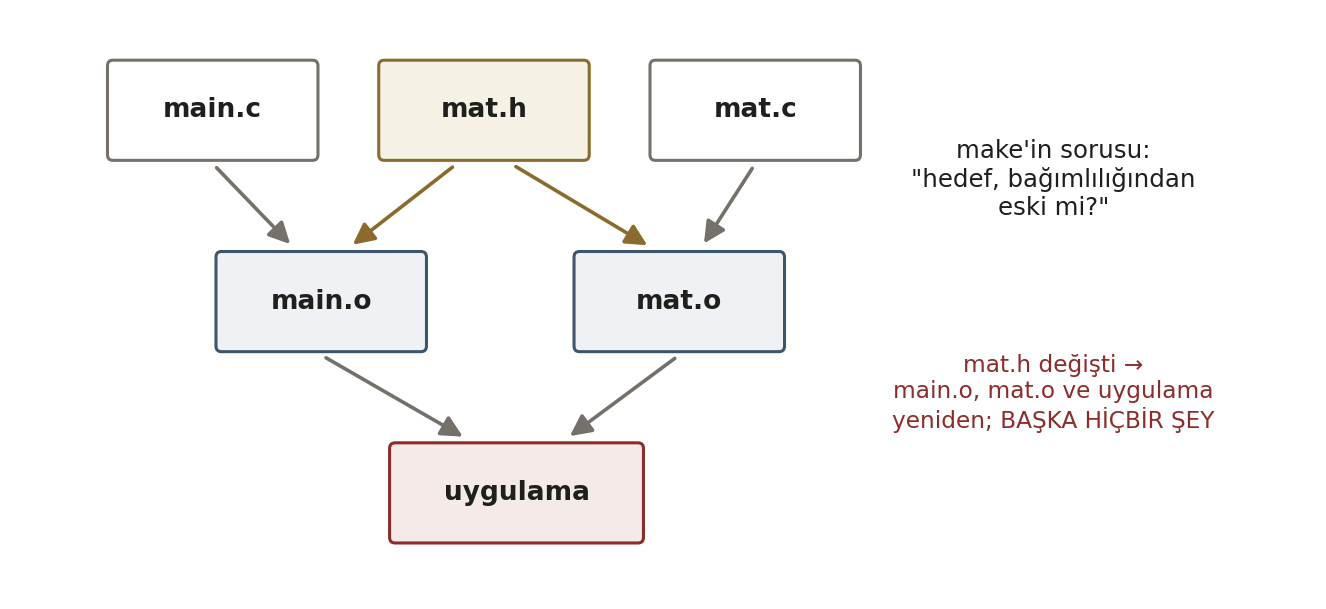 main.c
mat.h
mat.c
make'in sorusu:
"hedef, bağımlılığından
eski mi?"
main.o
mat.o
mat.h değişti →
main.o, mat.o ve uygulama
yeniden; BAŞKA HİÇBİR ŞEY
uygulama